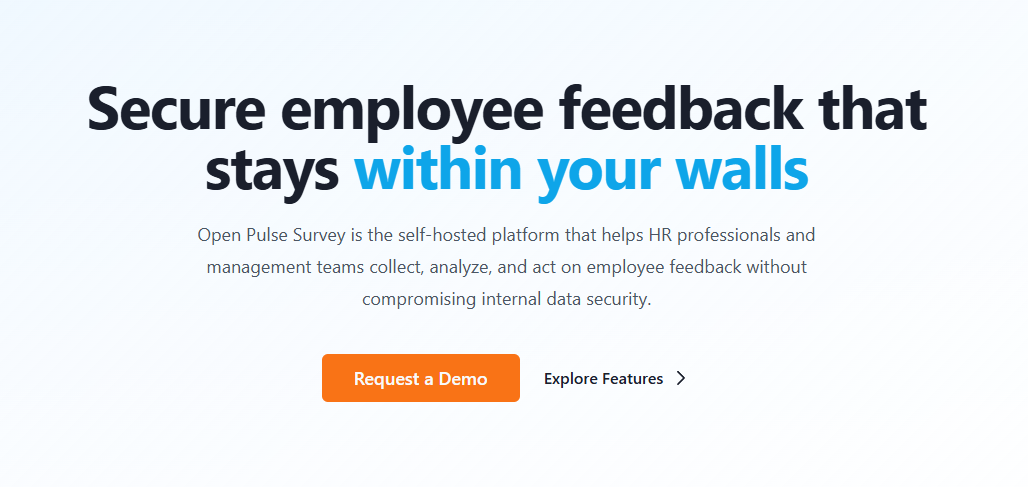 Secure employee feedback that
stays within your walls
Open Pulse Survey is the self-hosted platform that helps HR professionals and
management teams collect, analyze, and act on employee feedback without
compromising internal data security.
Request a Demo
Explore Features